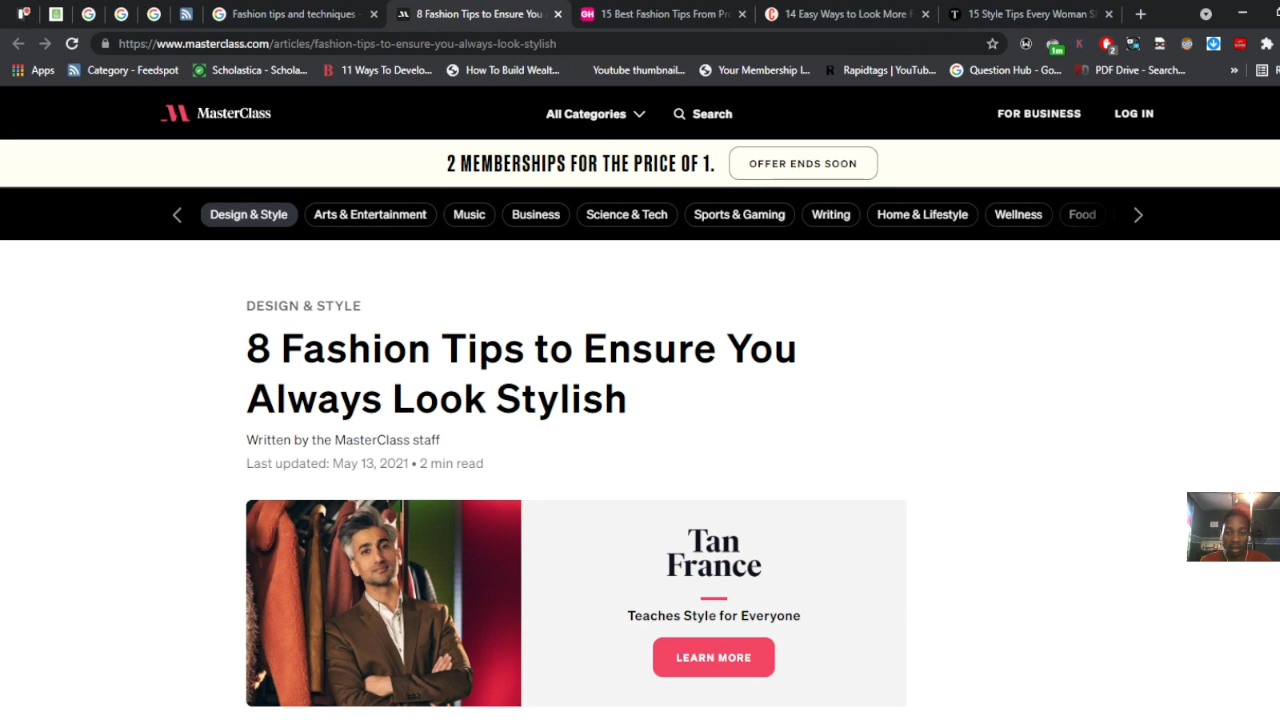 Fashion tips and techniques
8 Fashion Tips to Ensure You
GH
15 Best Fashion Tips From Pr
14 Easy Ways to Look More
15 Style Tips Every Woman
https://www.masterclass.com/articles/fashion-tips-to-ensure-you-always-look-stylish
1m
2
Apps
Category - Feedspot
Scholastica - Schola...
11 Ways To Develo...
How To Build Wealt...
Youtube thumbnail...
Your Membership I...
Rapidtags | YouTub...
Question Hub - Go...
PDF Drive - Search...
MasterClass
All Categories
Search
FOR BUSINESS
LOG IN
2 MEMBERSHIPS FOR THE PRICE OF 1.
OFFER ENDS SOON
Design & Style
Arts & Entertainment
Music
Business
Science & Tech
Sports & Gaming
Writing
Home & Lifestyle
Wellness
Food
DESIGN & STYLE
8 Fashion Tips to Ensure You
Always Look Stylish
Written by the MasterClass staff
Last updated: May 13, 2021 • 2 min read
Tan
France
Teaches Style for Everyone
LEARN MORE